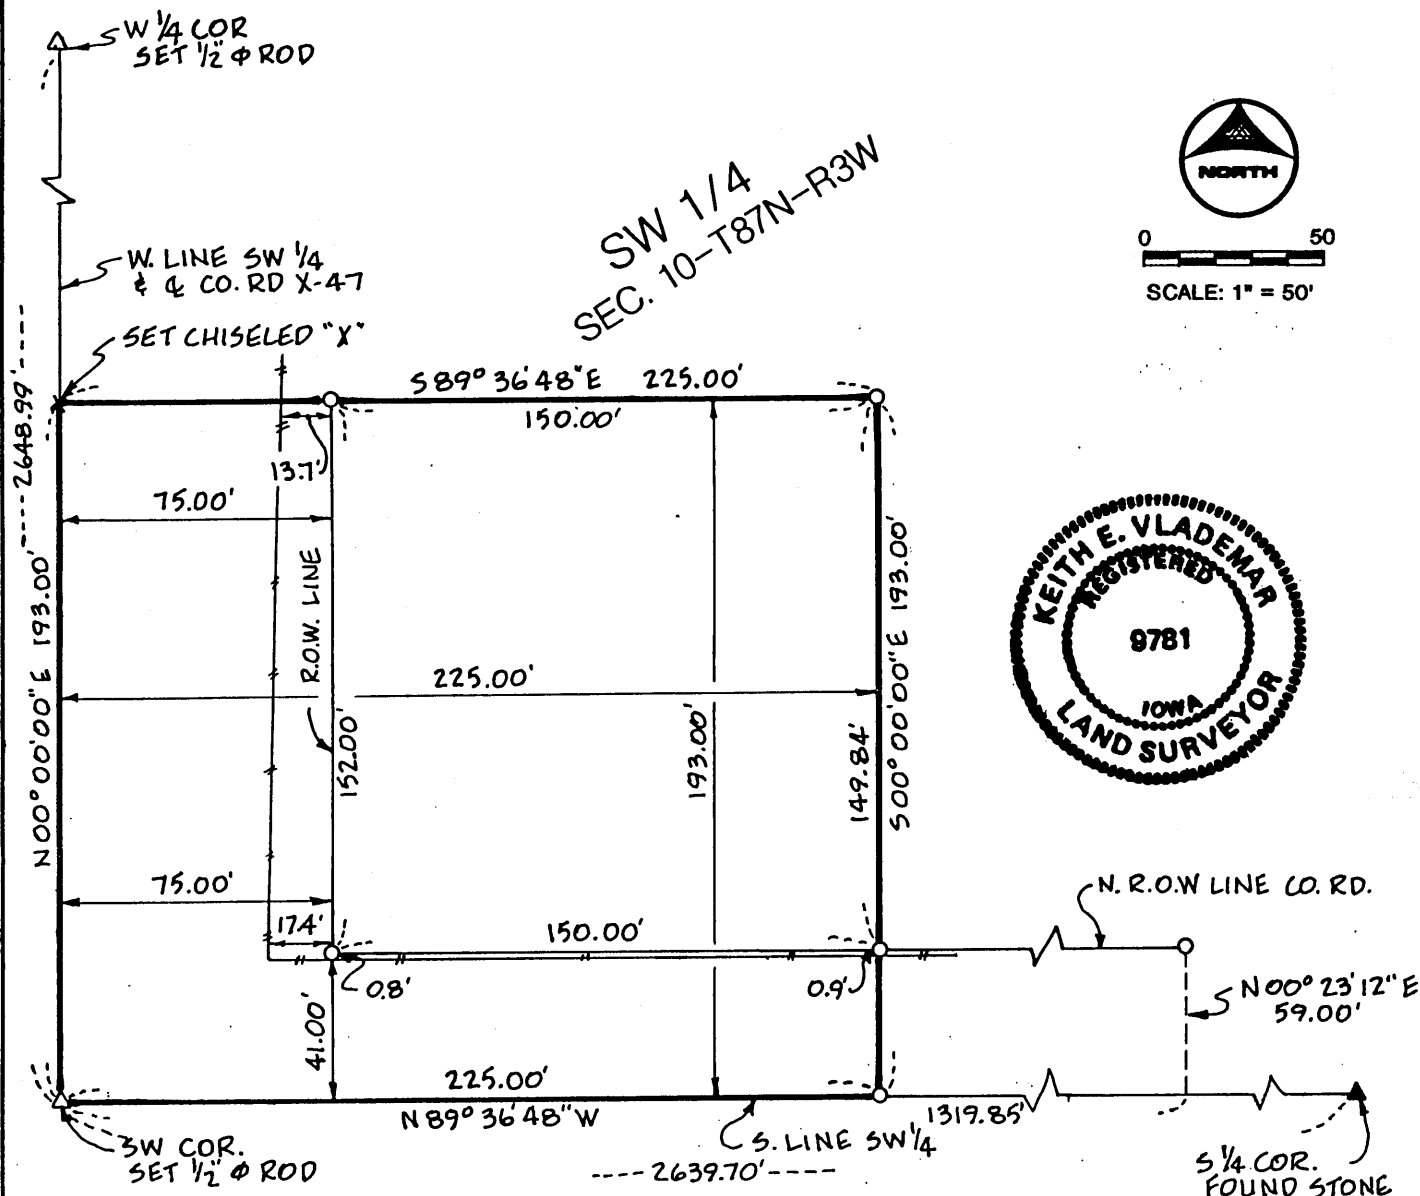 W 1/4 COR
SET 1/2" Φ ROD
NORTH
0 50
SCALE: 1" = 50'
SW 1/4
SEC. 10-T87N-R3W
W. LINE SW 1/4
& ℄ CO. RD X-47
SET CHISELED "X"
S 89° 36' 48" E 225.00'
150.00'
13.7'
75.00'
----2648.99'----
N 00° 00' 00" E 193.00'
R.O.W. LINE
225.00'
152.00'
193.00'
149.84'
S 00° 00' 00" E 193.00'
KEITH E. VLADEMAR
REGISTERED
9781
IOWA
LAND SURVEYOR
75.00'
17.4'
150.00'
0.8'
0.9'
41.00'
N. R.O.W LINE CO. RD.
N 00° 23' 12" E
59.00'
225.00'
N 89° 36' 48" W
1319.85'
S. LINE SW 1/4
----2639.70'----
SW COR.
SET 1/2" Φ ROD
S 1/4 COR.
FOUND STONE